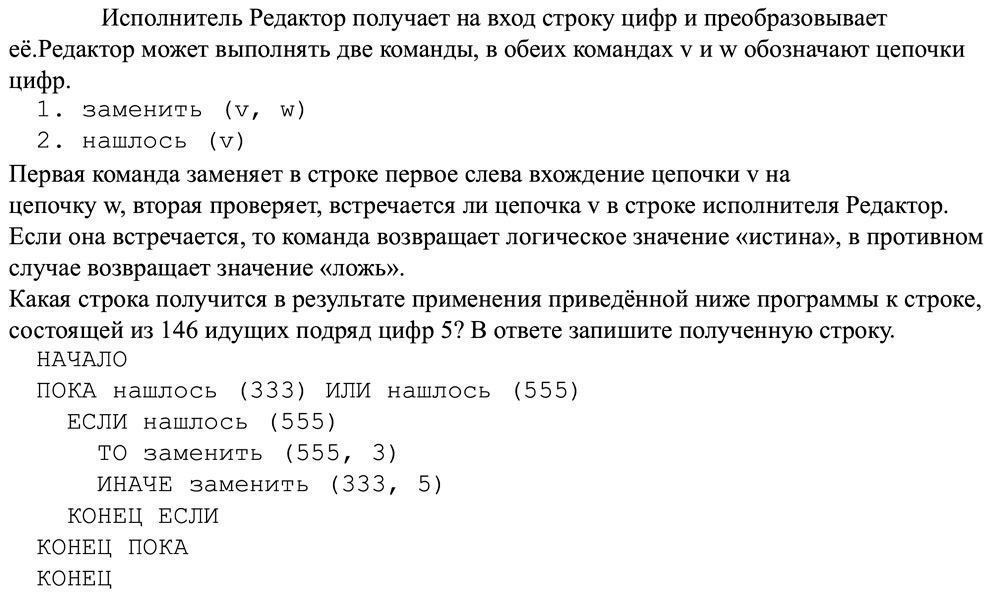 Исполнитель Редактор получает на вход строку цифр и преобразовывает
её.Редактор может выполнять две команды, в обеих командах v и w обозначают цепочки
цифр.
1. заменить (v, w)
2. нашлось (v)
Первая команда заменяет в строке первое слева вхождение цепочки v на
цепочку w, вторая проверяет, встречается ли цепочка v в строке исполнителя Редактор.
Если она встречается, то команда возвращает логическое значение «истина», в противном
случае возвращает значение «ложь».
Какая строка получится в результате применения приведённой ниже программы к строке,
состоящей из 146 идущих подряд цифр 5? В ответе запишите полученную строку.
НАЧАЛО
ПОКА нашлось (333) ИЛИ нашлось (555)
ЕСЛИ нашлось (555)
ТО заменить (555, 3)
ИНАЧЕ заменить (333, 5)
КОНЕЦ ЕСЛИ
КОНЕЦ ПОКА
КОНЕЦ